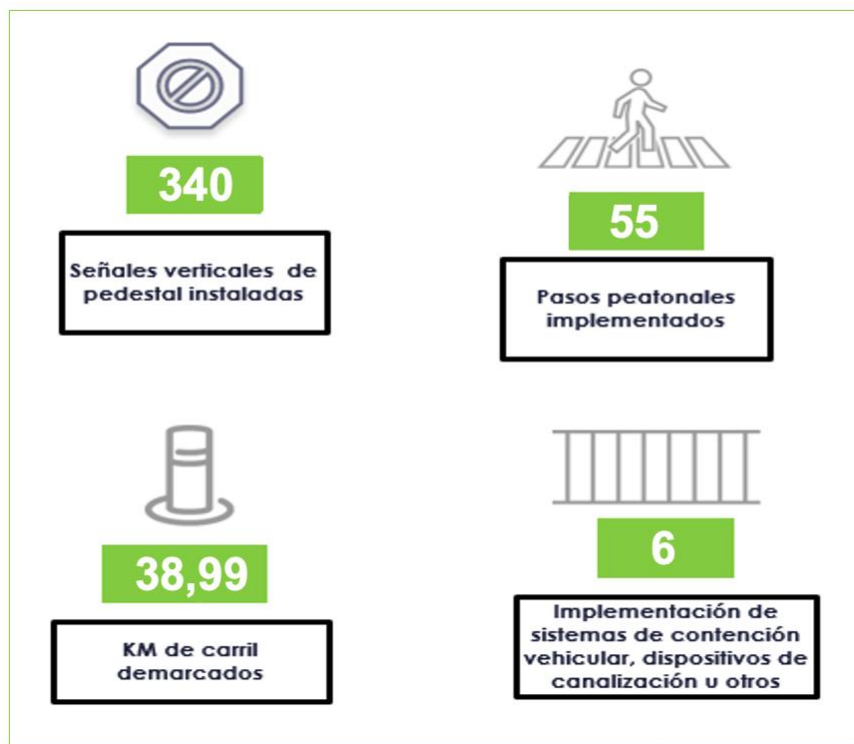 340
Señales verticales de
pedestal instaladas
55
Pasos peatonales
implementados
38,99
KM de carril
demarcados
6
Implementación de
sistemas de contención
vehicular, dispositivos de
canalización u otros